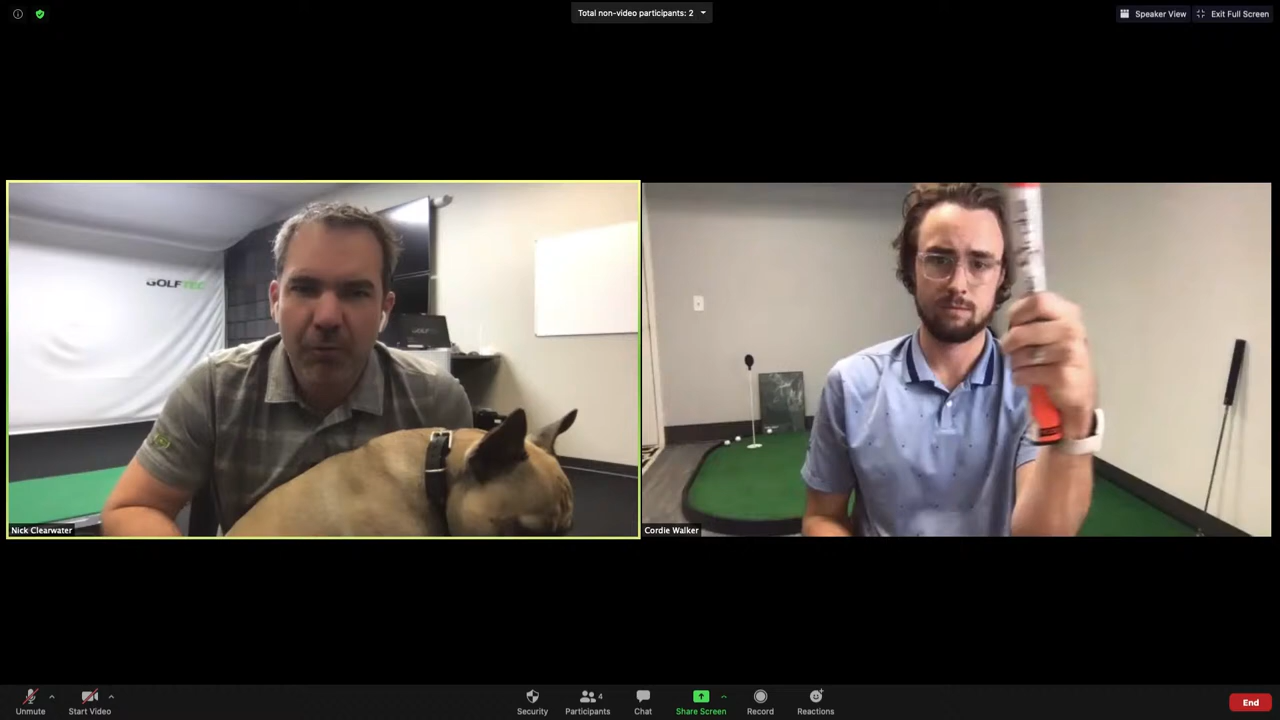 Total non-video participants: 2
Speaker View
Exit Full Screen
GOLFTEC
GOLFTEC
Nick Clearwater
Cordie Walker
Unmute
Start Video
Security
4
Participants
Chat
Share Screen
Record
Reactions
End